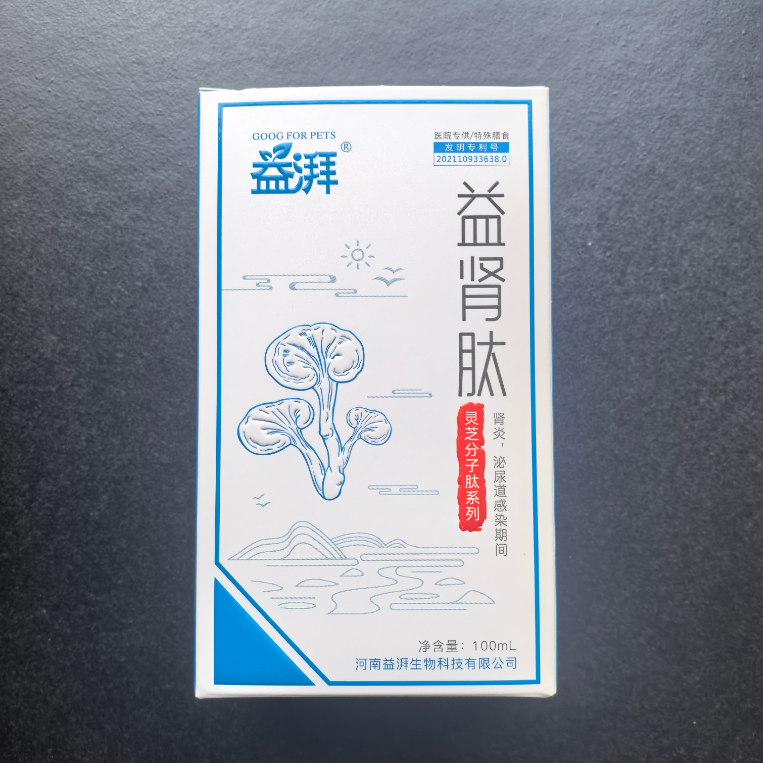 GOOG FOR PETS
益湃®
医院专供/特殊膳食
发明专利号
202110933638.0
益肾肽
灵芝分子肽系列
肾炎,泌尿道感染期间
净含量：100mL
河南益湃生物科技有限公司